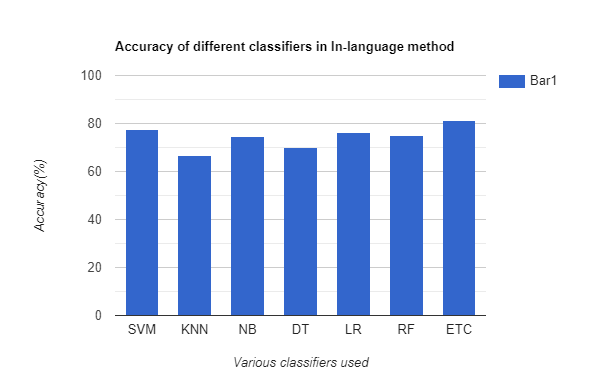 Accuracy of different classifiers in In-language method
100
80
60
40
20
0
Accuracy(%)
Bar1
SVM KNN NB DT LR RF ETC
Various classifiers used